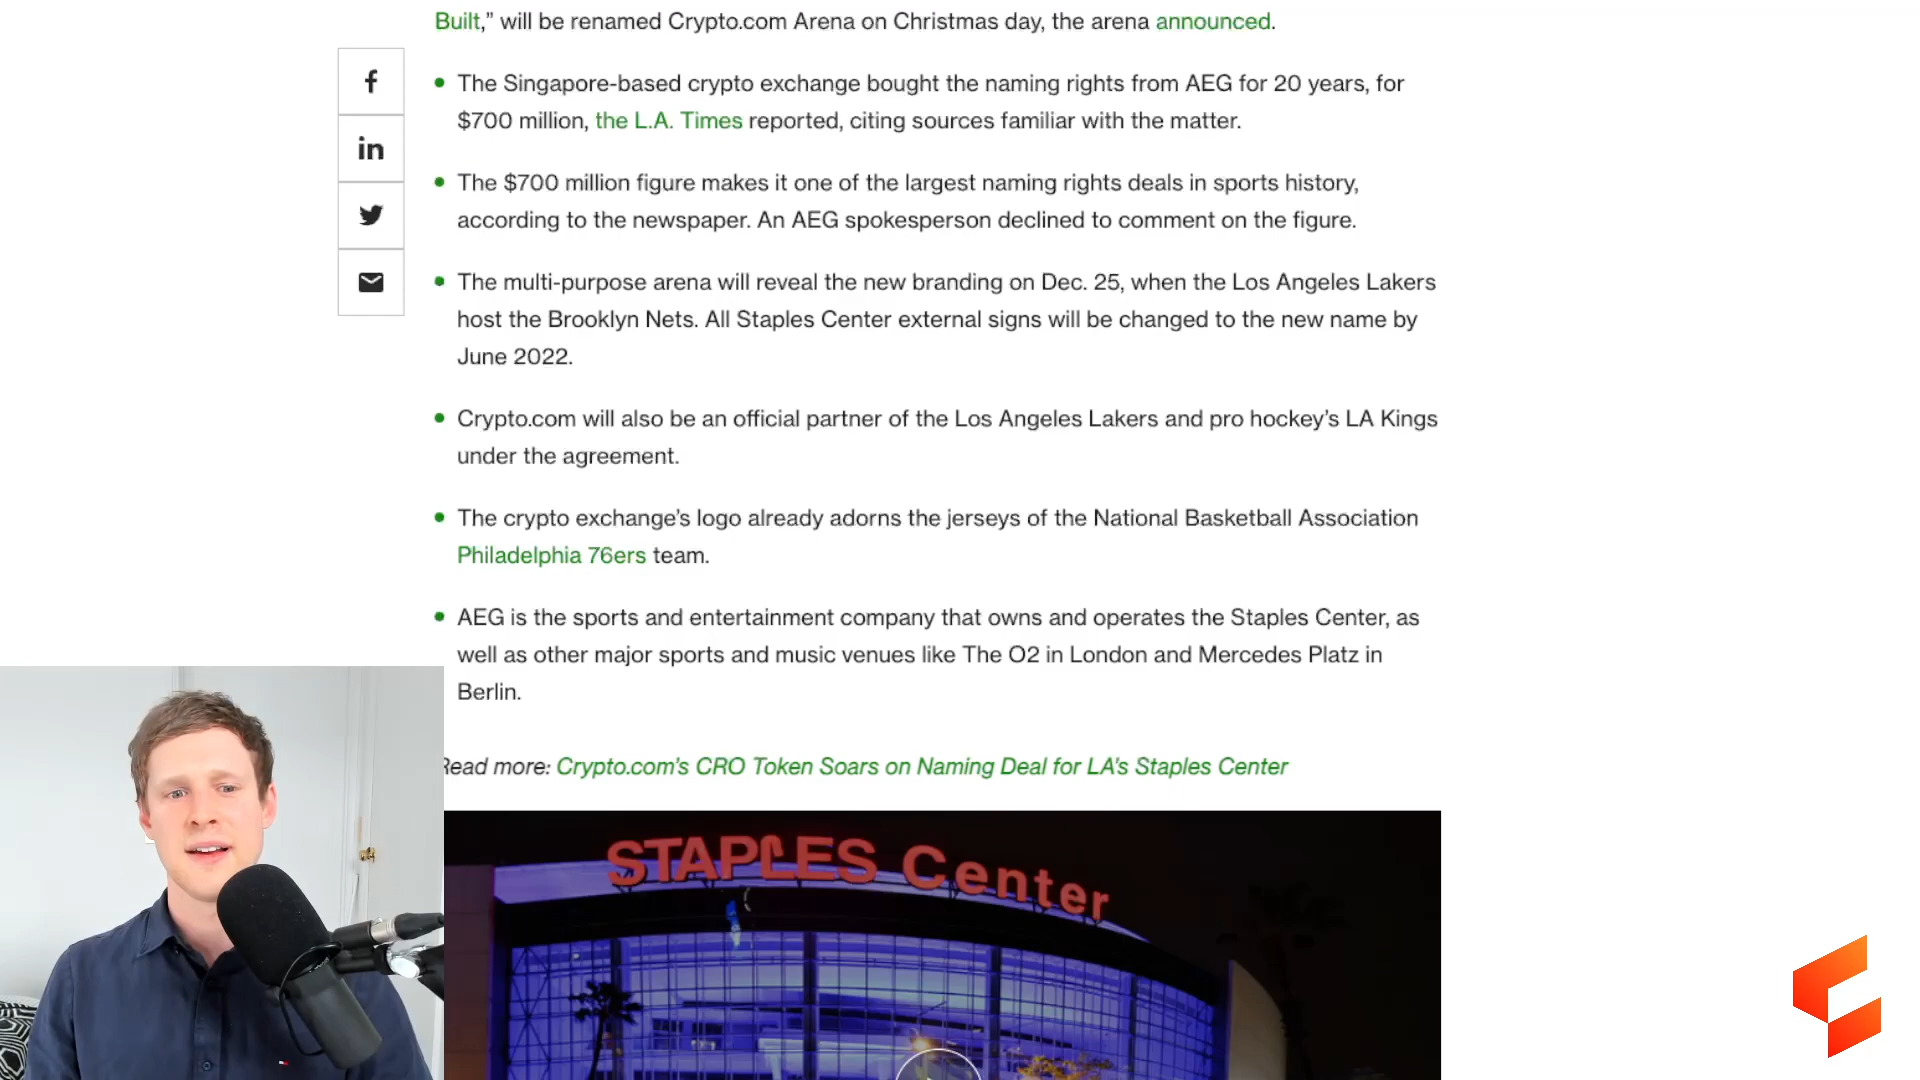 Built,” will be renamed Crypto.com Arena on Christmas day, the arena announced.
The Singapore-based crypto exchange bought the naming rights from AEG for 20 years, for
$700 million, the L.A. Times reported, citing sources familiar with the matter.
The $700 million figure makes it one of the largest naming rights deals in sports history,
according to the newspaper. An AEG spokesperson declined to comment on the figure.
The multi-purpose arena will reveal the new branding on Dec. 25, when the Los Angeles Lakers
host the Brooklyn Nets. All Staples Center external signs will be changed to the new name by
June 2022.
Crypto.com will also be an official partner of the Los Angeles Lakers and pro hockey’s LA Kings
under the agreement.
The crypto exchange’s logo already adorns the jerseys of the National Basketball Association
Philadelphia 76ers team.
AEG is the sports and entertainment company that owns and operates the Staples Center, as
well as other major sports and music venues like The O2 in London and Mercedes Platz in
Berlin.
Read more: Crypto.com’s CRO Token Soars on Naming Deal for LA’s Staples Center
STAPLES Center